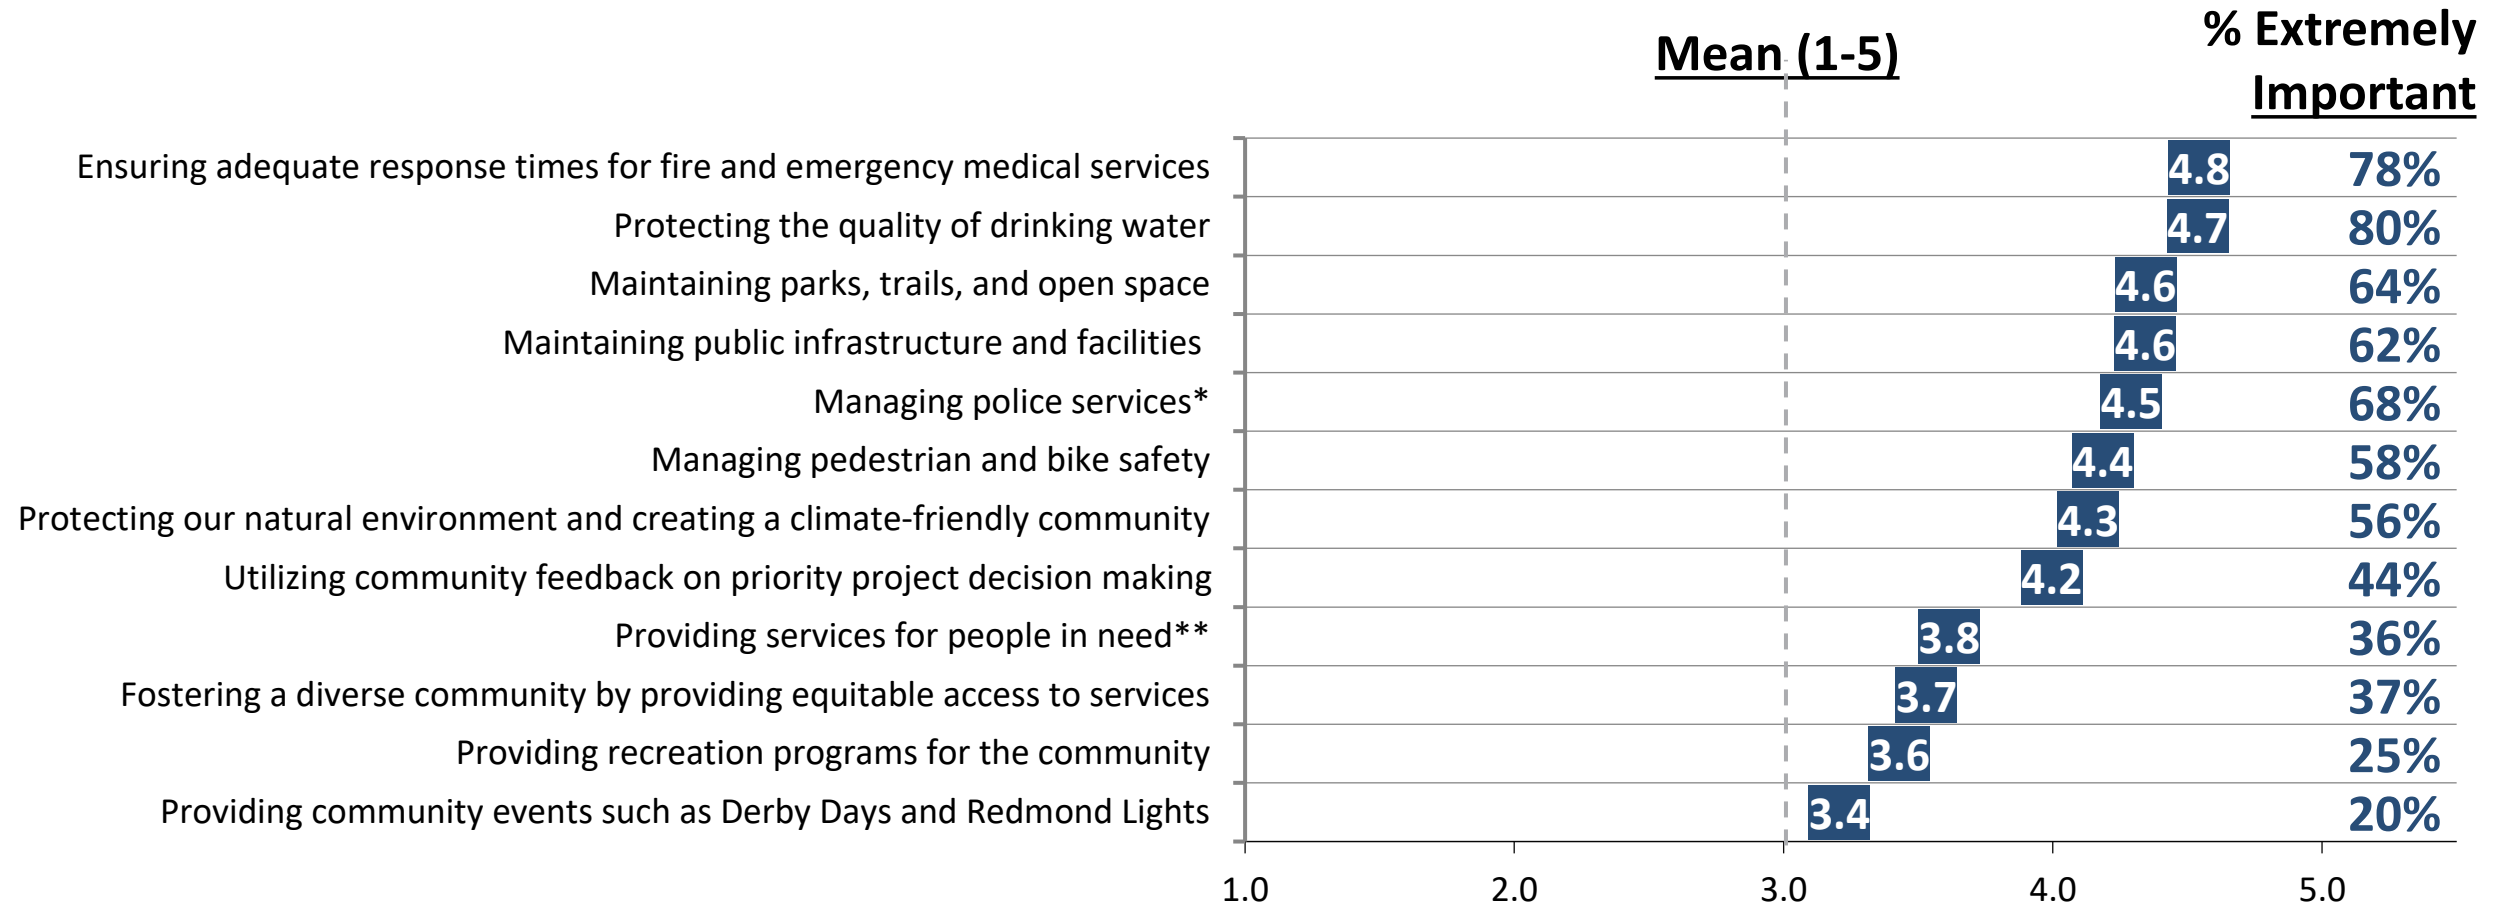 Mean (1-5)
% Extremely
Important
Ensuring adequate response times for fire and emergency medical services 4.8 78%
Protecting the quality of drinking water 4.7 80%
Maintaining parks, trails, and open space 4.6 64%
Maintaining public infrastructure and facilities 4.6 62%
Managing police services* 4.5 68%
Managing pedestrian and bike safety 4.4 58%
Protecting our natural environment and creating a climate-friendly community 4.3 56%
Utilizing community feedback on priority project decision making 4.2 44%
Providing services for people in need** 3.8 36%
Fostering a diverse community by providing equitable access to services 3.7 37%
Providing recreation programs for the community 3.6 25%
Providing community events such as Derby Days and Redmond Lights 3.4 20%
1.0 2.0 3.0 4.0 5.0